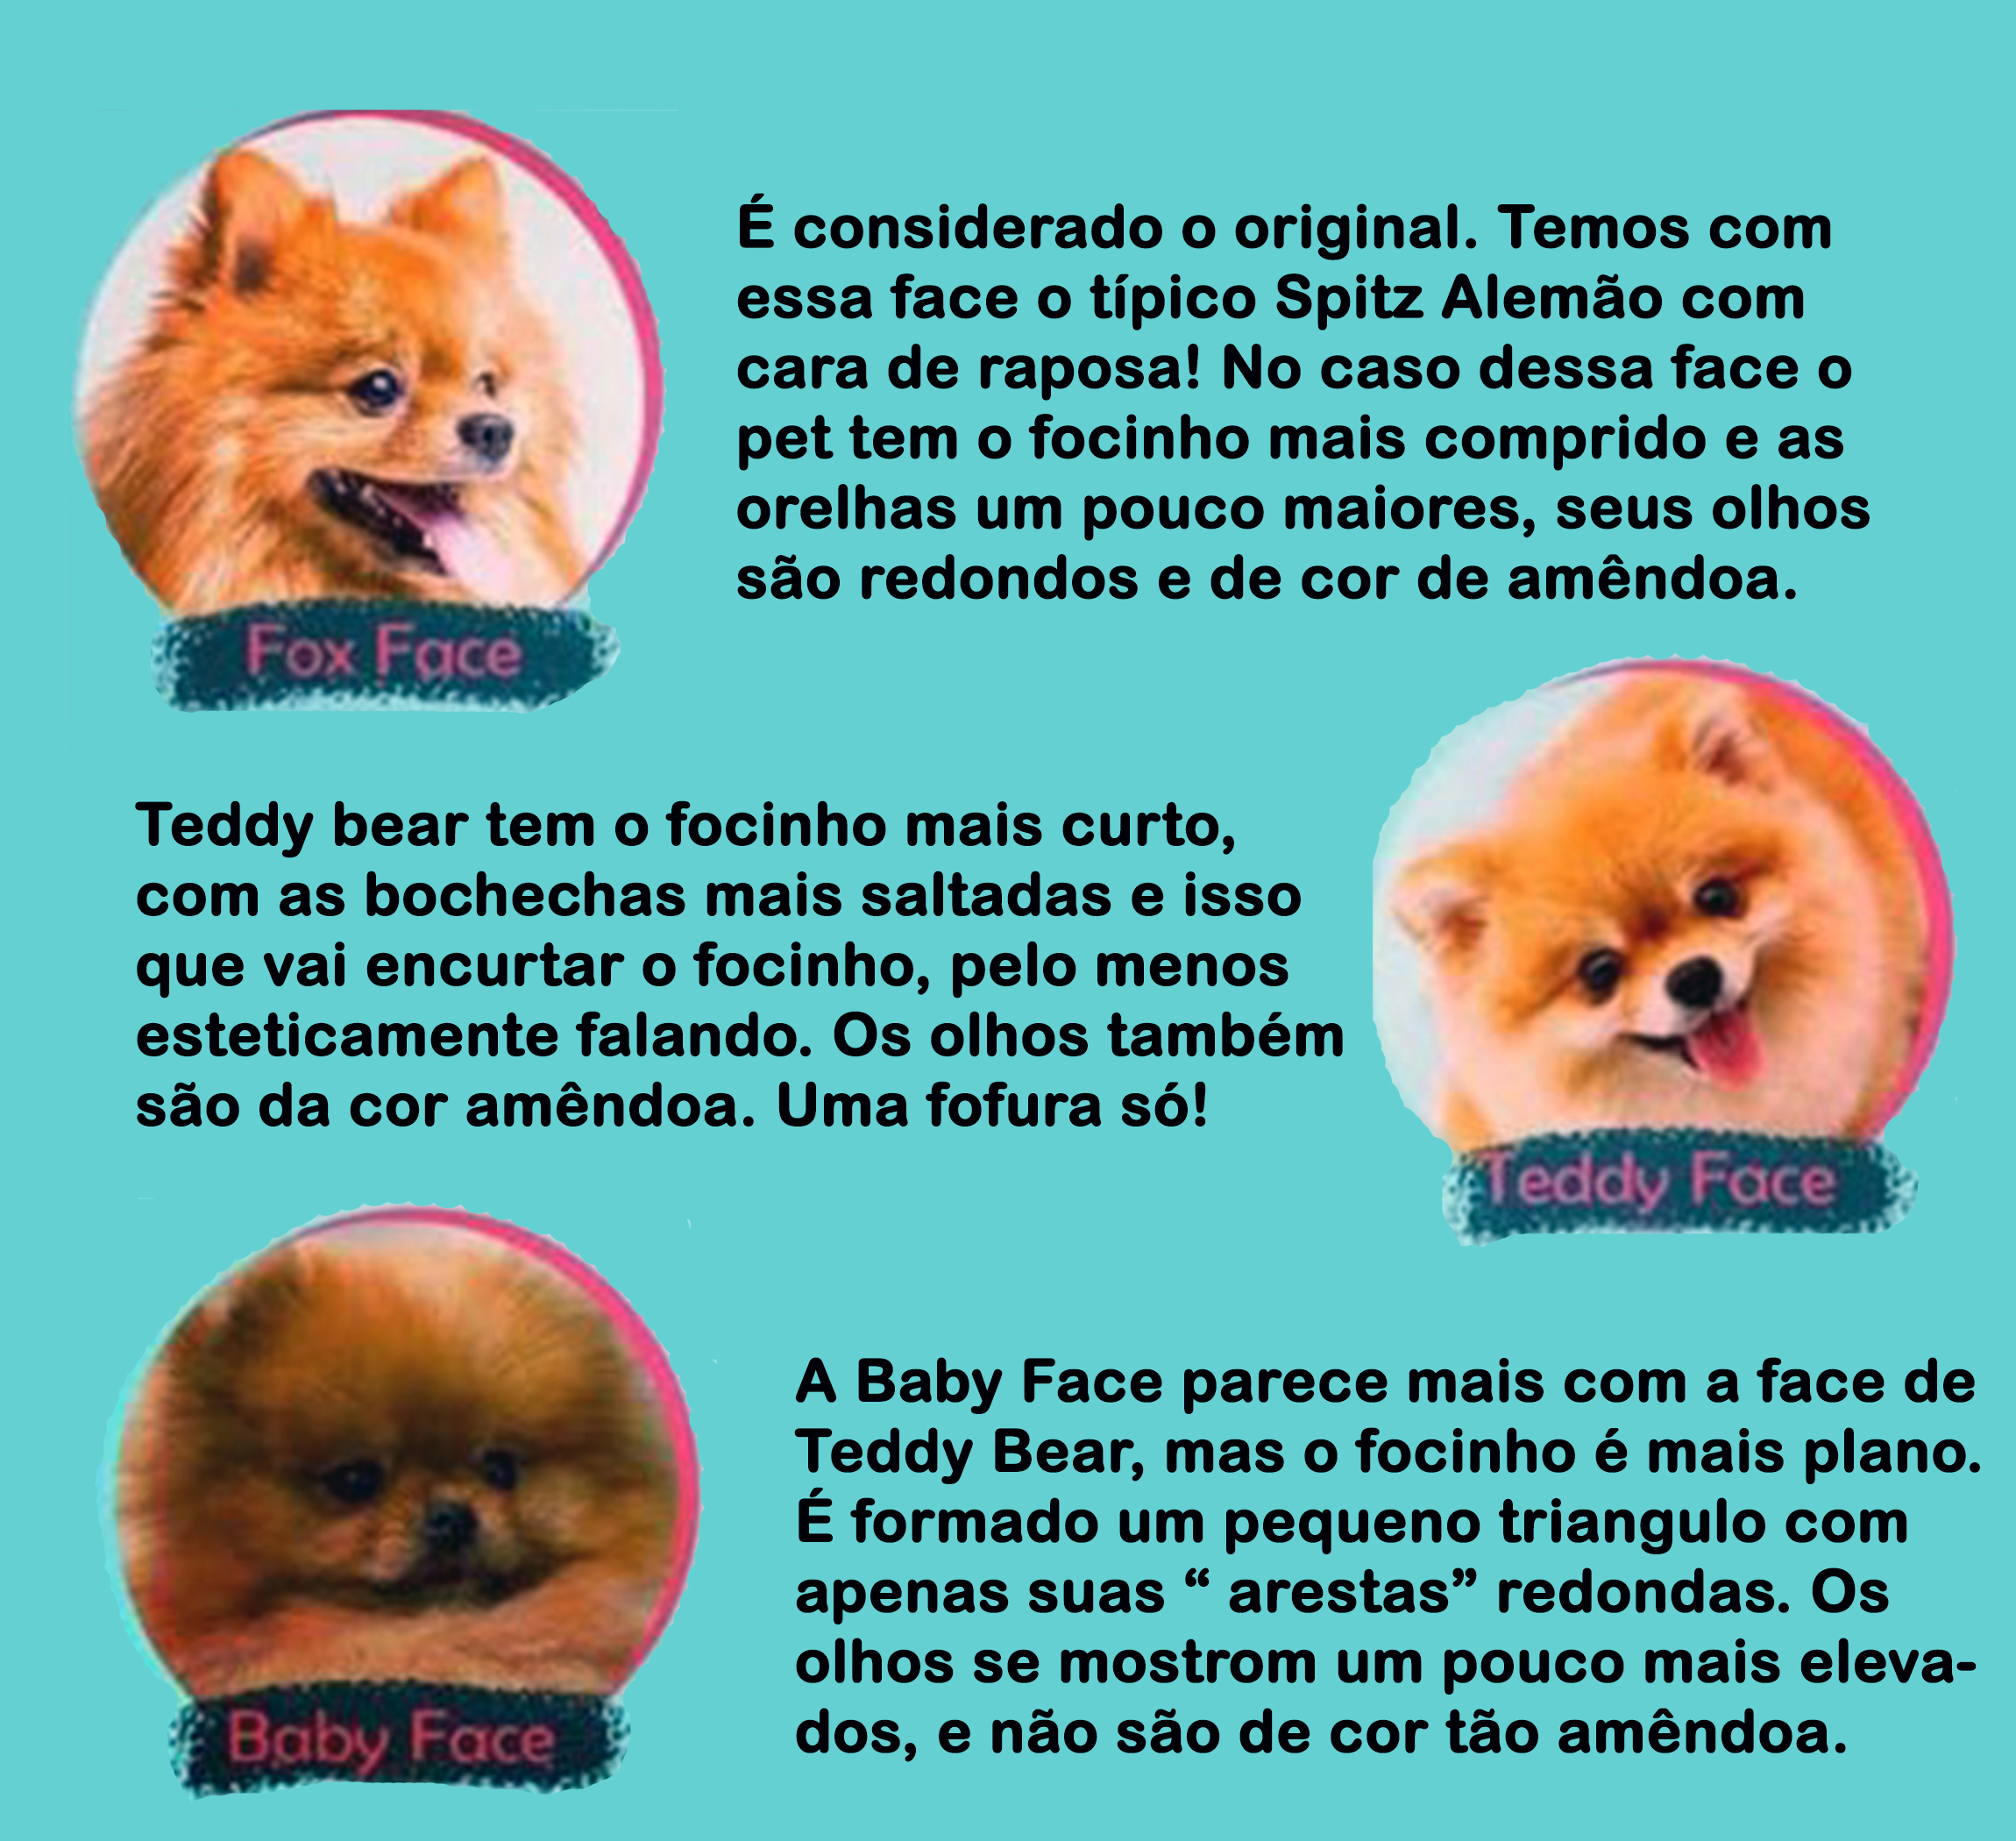 É considerado o original. Temos com
essa face o típico Spitz Alemão com
cara de raposa! No caso dessa face o
pet tem o focinho mais comprido e as
orelhas um pouco maiores, seus olhos
são redondos e de cor de amêndoa.
Fox Face
Teddy bear tem o focinho mais curto,
com as bochechas mais saltadas e isso
que vai encurtar o focinho, pelo menos
esteticamente falando. Os olhos também
são da cor amêndoa. Uma fofura só!
Teddy Face
A Baby Face parece mais com a face de
Teddy Bear, mas o focinho é mais plano.
É formado um pequeno triangulo com
apenas suas “ arestas” redondas. Os
olhos se mostrom um pouco mais eleva-
dos, e não são de cor tão amêndoa.
Baby Face